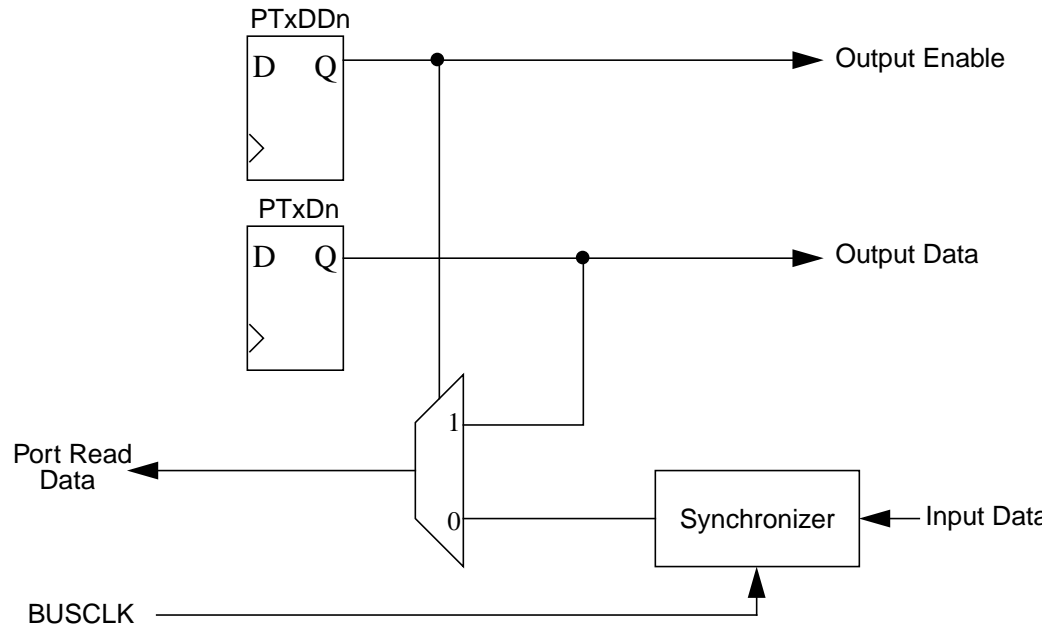 PTxDDn
D Q
Output Enable
PTxDn
D Q
Output Data
1
Port Read
Data
0
Synchronizer
Input Data
BUSCLK